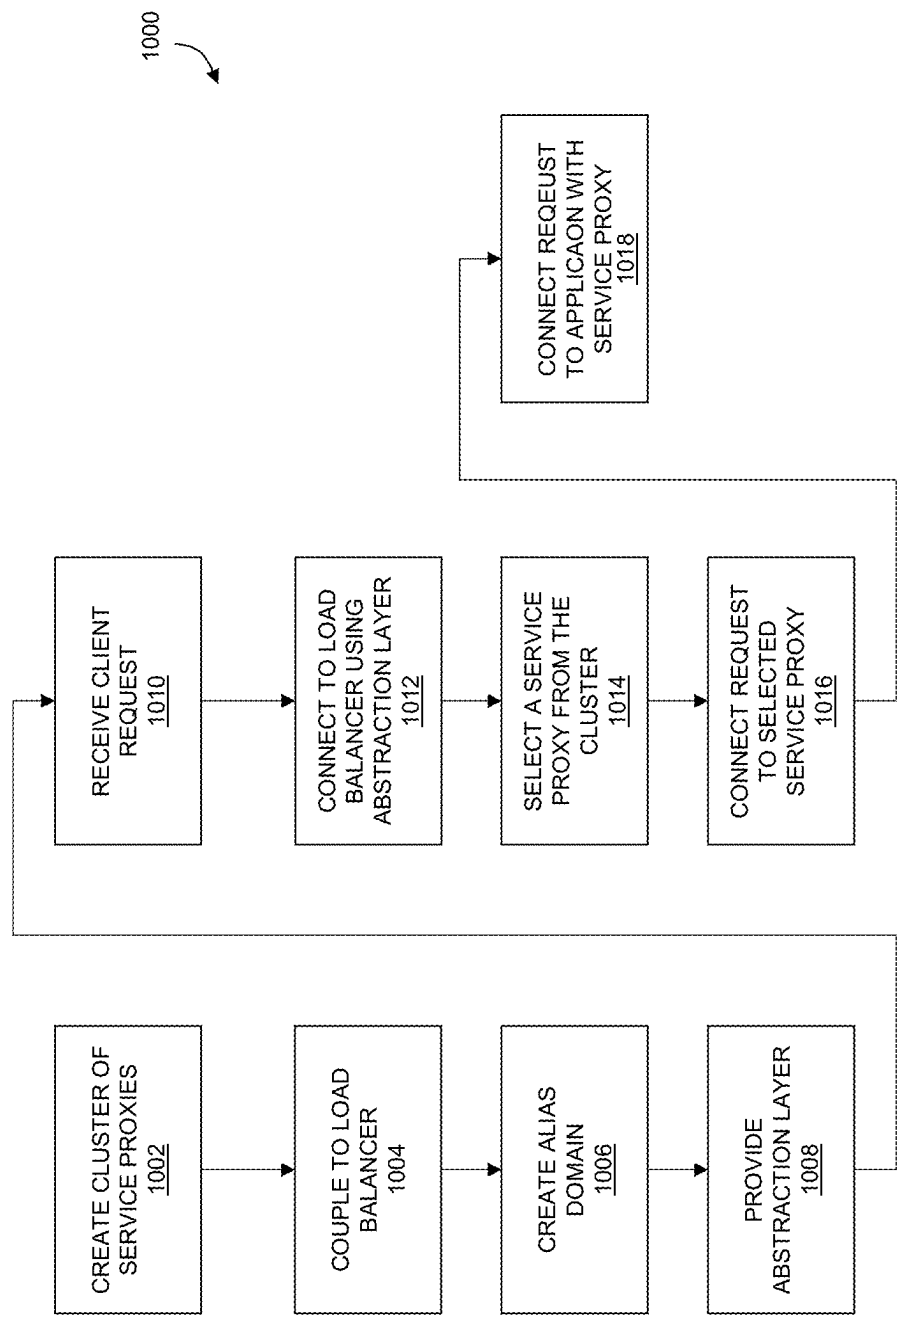 1000
CREATE CLUSTER OF
SERVICE PROXIES
1002
COUPLE TO LOAD
BALANCER
1004
CREATE ALIAS
DOMAIN
1006
PROVIDE
ABSTRACTION LAYER
1008
RECEIVE CLIENT
REQUEST
1010
CONNECT TO LOAD
BALANCER USING
ABSTRACTION LAYER
1012
SELECT A SERVICE
PROXY FROM THE
CLUSTER
1014
CONNECT REQUEST
TO SELECTED
SERVICE PROXY
1016
CONNECT REQEUST
TO APPLICAON WITH
SERVICE PROXY
1018